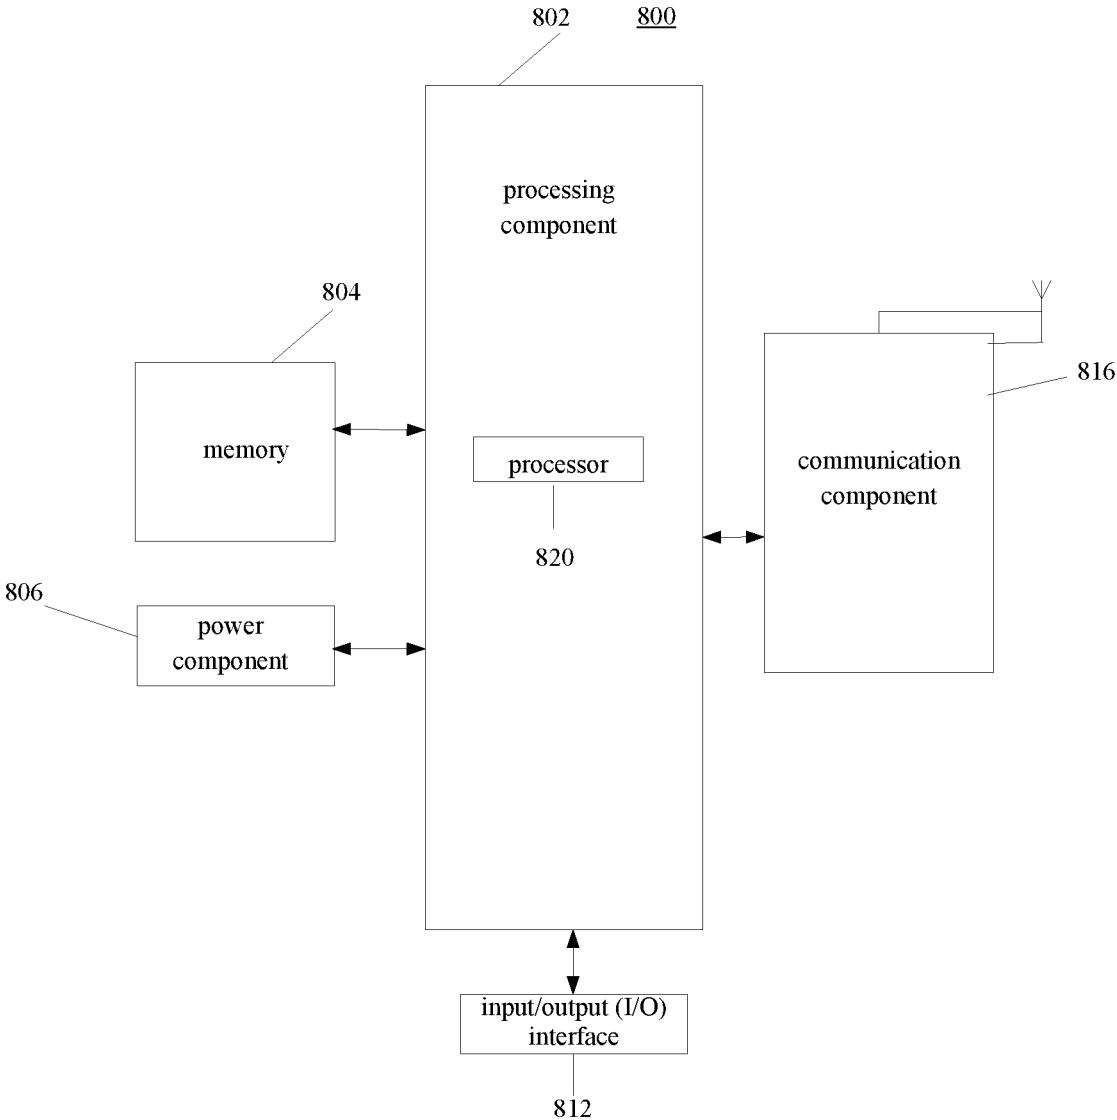 802
800
processing
component
804
816
memory
communication
component
processor
820
806
power
component
input/output (I/O)
interface
812